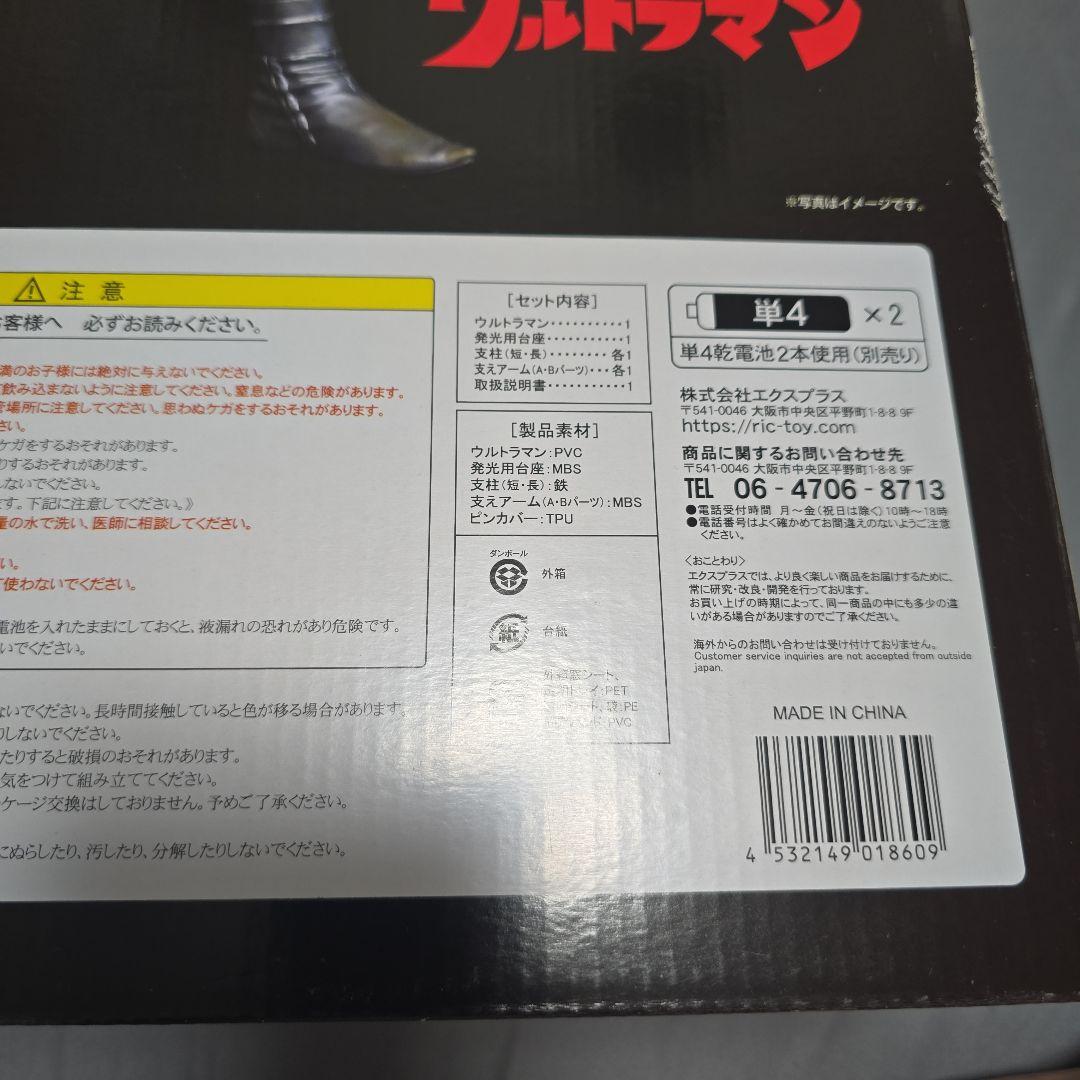 ウルトラマン
※写真はイメージです。
注意
客様へ 必ずお読みください。
満のお子様には絶対に与えないでください。
飲み込まないように注意してください。窒息などの危険があります。
場所に注意してください。思わぬケガをするおそれがあります。
さい。
ケガをするおそれがあります。
りするおそれがあります。
しないでください。
ます。下記に注意してください。》
量の水で洗い、医師に相談してください。
い。
使わないでください。
電池を入れたままにしておくと、液漏れの恐れがあり危険です。
いでください。
ないでください。長時間接触していると色が移る場合があります。
りしないでください。
たりすると破損のおそれがあります。
気をつけて組み立ててください。
ケージ交換はしておりません。予めご了承ください。
にぬらしたり、汚したり、分解したりしないでください。
[セット内容]
ウルトラマン・・・・・・・・・・1
発光用台座・・・・・・・・・・・1
支柱(短・長)・・・・・・・・各1
支えアーム(A・Bパーツ)・・・各1
取扱説明書・・・・・・・・・・・1
[製品素材]
ウルトラマン:PVC
発光用台座:MBS
支柱(短・長):鉄
支えアーム(A・Bパーツ):MBS
ピンカバー:TPU
ダンボール
外箱
紙
台紙
外箱窓シート、
:PET
袋:PE
:PVC
単4 ×2
単4乾電池2本使用(別売り)
株式会社エクスプラス
〒541-0046 大阪市中央区平野町1-8-8 9F
https://ric-toy.com
商品に関するお問い合わせ先
〒541-0046 大阪市中央区平野町1-8-8 9F
TEL 06-4706-8713
●電話受付時間 月～金(祝日は除く)10時～18時
●電話番号はよく確かめてお間違えのないようご注意
ください。
〈おことわり〉
エクスプラスでは、より良く楽しい商品をお届けするために、
常に研究・改良・開発を行っております。
お買い上げの時期によって、同一商品の中にも多少の違
いがある場合がありますのでご了承ください。
海外からのお問い合わせは受け付けておりません。
Customer service inquiries are not accepted from outside
japan.
MADE IN CHINA
4 532149 018609